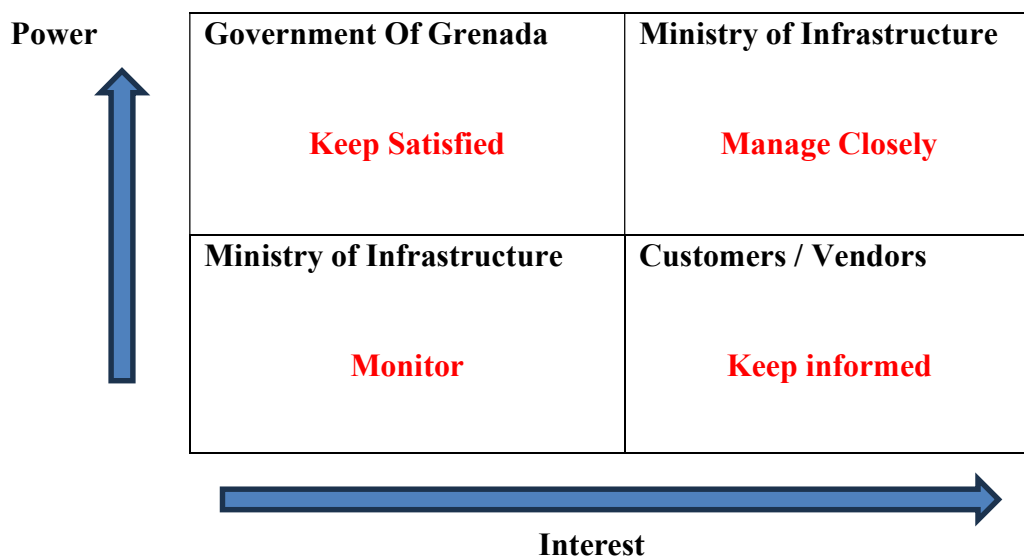 Power
Government Of Grenada
Ministry of Infrastructure
Keep Satisfied
Manage Closely
Ministry of Infrastructure
Customers / Vendors
Monitor
Keep informed
Interest